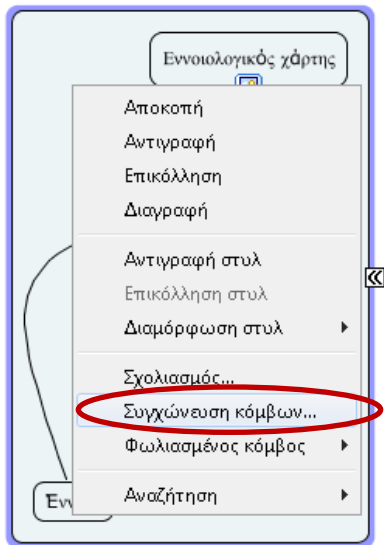 Εννοιολογικός χάρτης
Αποκοπή
Αντιγραφή
Επικόλληση
Διαγραφή
Αντιγραφή στυλ
Επικόλληση στυλ
Διαμόρφωση στυλ
Σχολιασμός...
Συγχώνευση κόμβων...
Φωλιασμένος κόμβος
Αναζήτηση